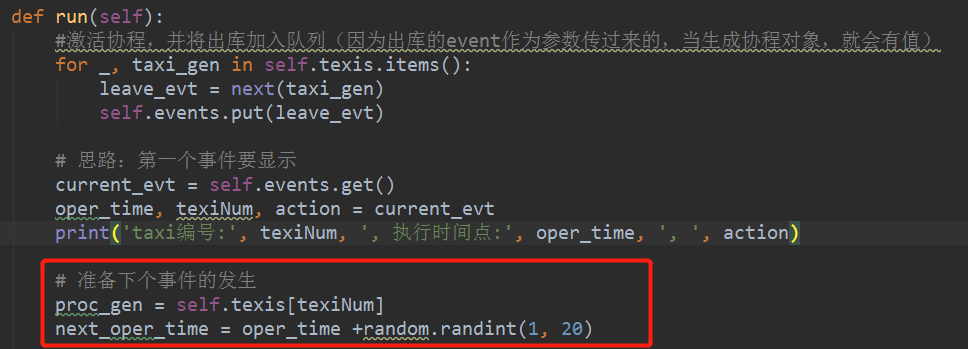 def run(self):
    #激活协程，并将出库加入队列（因为出库的event作为参数传过来的，当生成协程对象，就会有值）
    for _, taxi_gen in self.texis.items():
        leave_evt = next(taxi_gen)
        self.events.put(leave_evt)
    # 思路：第一个事件要显示
    current_evt = self.events.get()
    oper_time, texiNum, action = current_evt
    print('taxi编号:', texiNum, ', 执行时间点:', oper_time, ', ', action)
    # 准备下个事件的发生
    proc_gen = self.texis[texiNum]
    next_oper_time = oper_time +random.randint(1, 20)